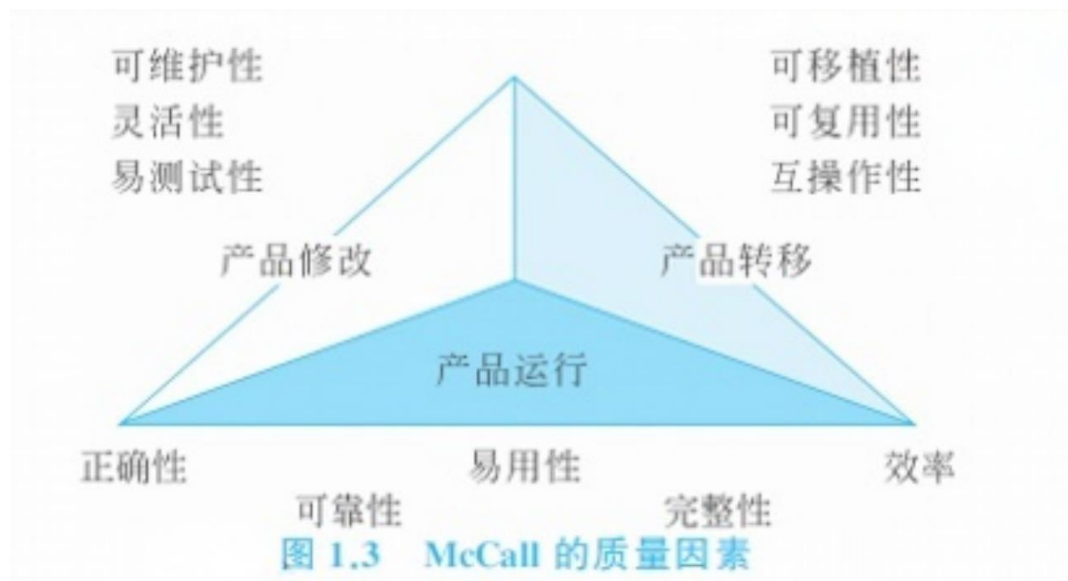 可维护性
灵活性
易测试性
可移植性
可复用性
互操作性
产品修改
产品转移
产品运行
正确性
易用性
效率
可靠性
完整性
图 1.3 McCall 的质量因素